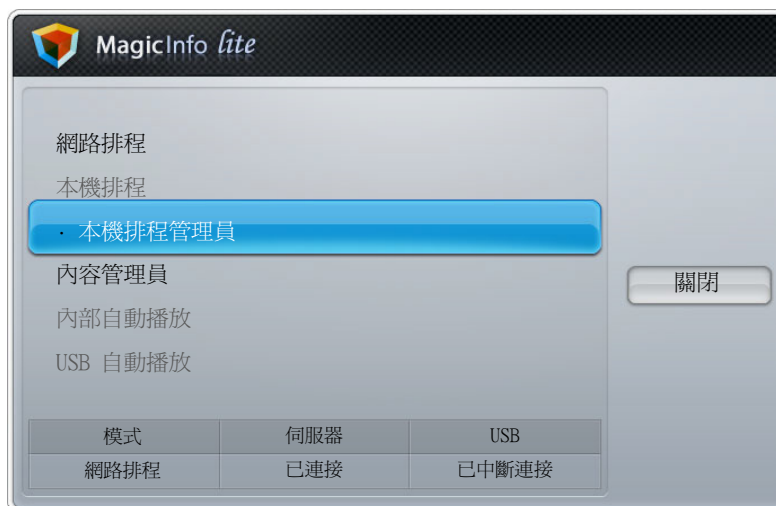 MagicInfo lite
網路排程
本機排程
· 本機排程管理員
內容管理員
關閉
內部自動播放
USB 自動播放
模式 伺服器 USB
網路排程 已連接 已中斷連接